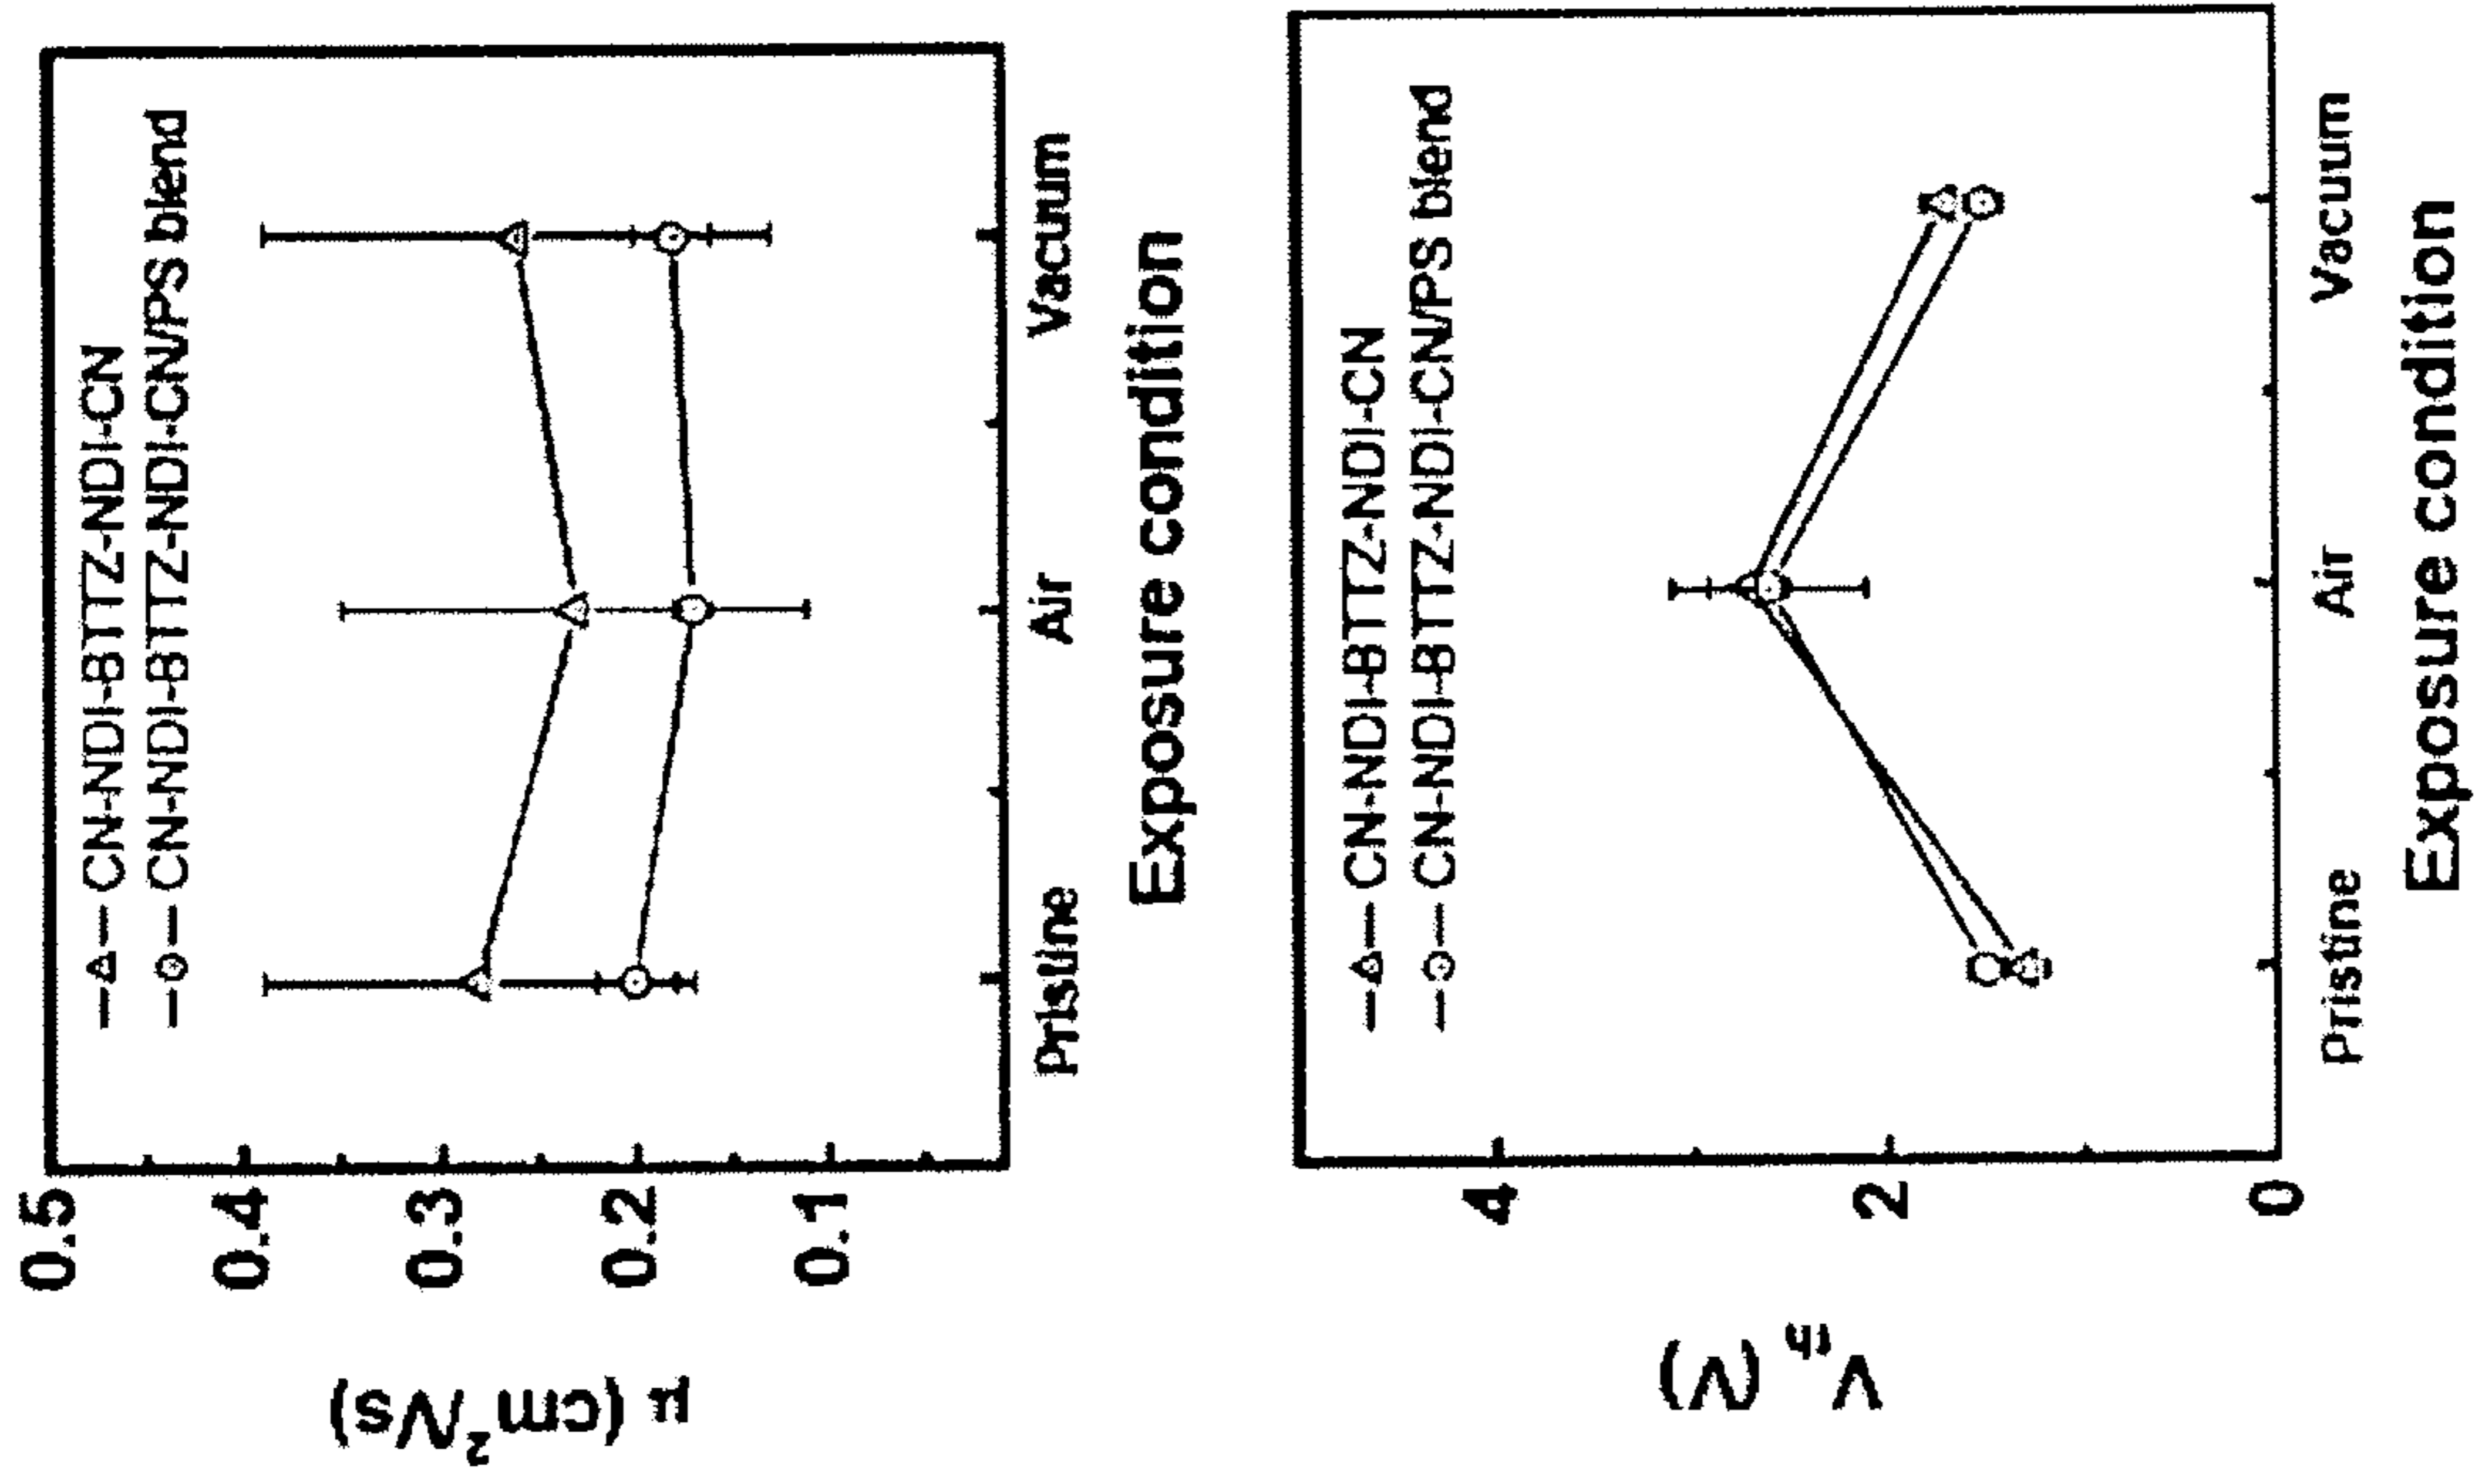 μ (cm²/Vs)
0.5
0.4
0.3
0.2
0.1
CN-NDI-BTTZ-NDI-CN
CN-NDI-BTTZ-NDI-CN/PS blend
Pristine
Air
Vacuum
Exposure condition
Vth (V)
4
2
0
CN-NDI-BTTZ-NDI-CN
CN-NDI-BTTZ-NDI-CN/PS blend
Pristine
Air
Vacuum
Exposure condition